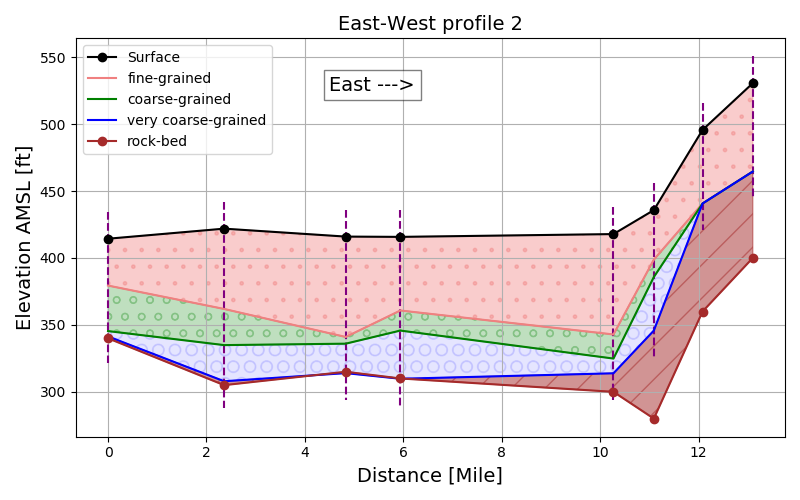 East-West profile 2
Surface
fine-grained
coarse-grained
very coarse-grained
rock-bed
East --->
Elevation AMSL [ft]
550
500
450
400
350
300
0 2 4 6 8 10 12
Distance [Mile]